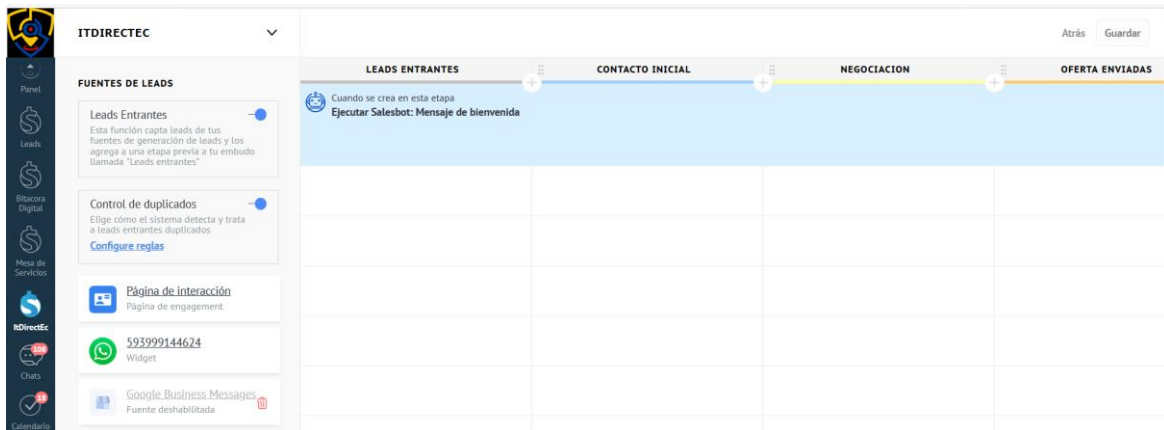 ITDIRECTEC
Atrás
Guardar
Panel
Leads
Bitacora
Digital
Mesa de
Servicios
ItDirectEc
109
Chats
18
Calendario
FUENTES DE LEADS
Leads Entrantes
Esta función capta leads de tus
fuentes de generación de leads y los
agrega a una etapa previa a tu embudo
llamada "Leads entrantes"
Control de duplicados
Elige cómo el sistema detecta y trata
a leads entrantes duplicados
Configure reglas
Página de interacción
Página de engagement
593999144624
Widget
Google Business Messages
Fuente deshabilitada
LEADS ENTRANTES
CONTACTO INICIAL
NEGOCIACION
OFERTA ENVIADAS
Cuando se crea en esta etapa
Ejecutar Salesbot: Mensaje de bienvenida